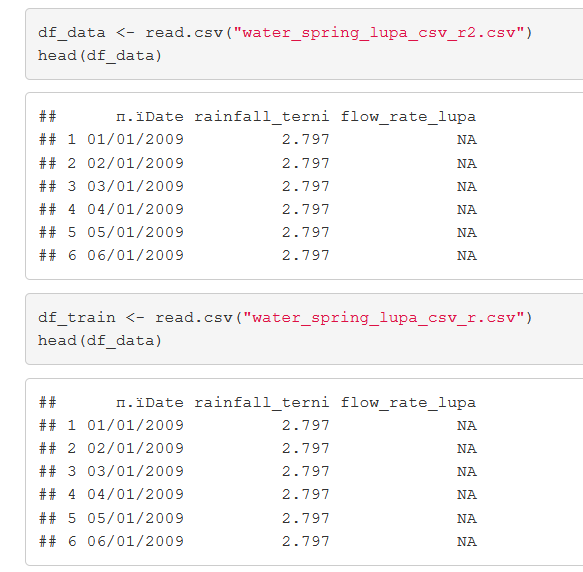 df_data <- read.csv("water_spring_lupa_csv_r2.csv")
head(df_data)
##        п.їDate rainfall_terni flow_rate_lupa
## 1 01/01/2009          2.797             NA
## 2 02/01/2009          2.797             NA
## 3 03/01/2009          2.797             NA
## 4 04/01/2009          2.797             NA
## 5 05/01/2009          2.797             NA
## 6 06/01/2009          2.797             NA
df_train <- read.csv("water_spring_lupa_csv_r.csv")
head(df_data)
##        п.їDate rainfall_terni flow_rate_lupa
## 1 01/01/2009          2.797             NA
## 2 02/01/2009          2.797             NA
## 3 03/01/2009          2.797             NA
## 4 04/01/2009          2.797             NA
## 5 05/01/2009          2.797             NA
## 6 06/01/2009          2.797             NA